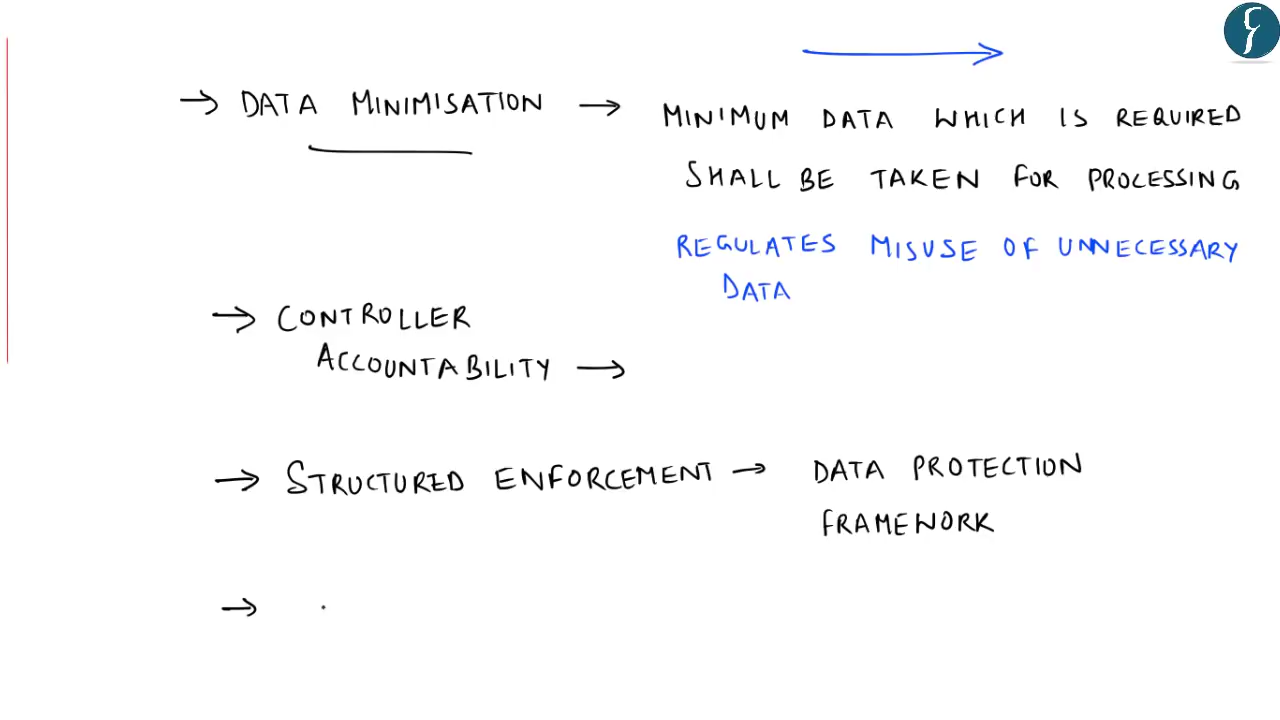 → DATA MINIMISATION → MINIMUM DATA WHICH IS REQUIRED
SHALL BE TAKEN FOR PROCESSING
REGULATES MISUSE OF UNNECESSARY
DATA
→ CONTROLLER
ACCOUNTABILITY →
→ STRUCTURED ENFORCEMENT → DATA PROTECTION
FRAMEWORK
→